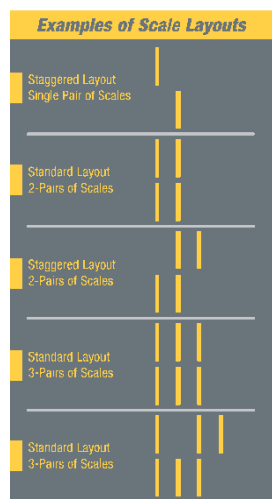 Examples of Scale Layouts
Staggered Layout
Single Pair of Scales
Standard Layout
2-Pairs of Scales
Staggered Layout
2-Pairs of Scales
Standard Layout
3-Pairs of Scales
Standard Layout
3-Pairs of Scales